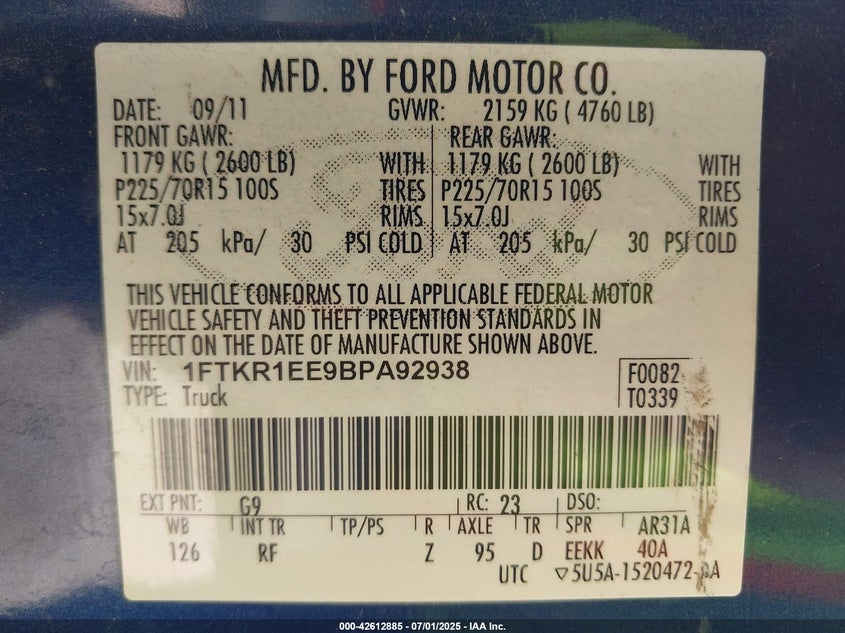 MFD. BY FORD MOTOR CO.
DATE: 09/11 GVWR: 2159 KG ( 4760 LB)
FRONT GAWR: REAR GAWR:
1179 KG ( 2600 LB) WITH 1179 KG ( 2600 LB) WITH
P225/70R15 100S TIRES P225/70R15 100S TIRES
15x7.0J RIMS 15x7.0J RIMS
AT 205 kPa/ 30 PSI COLD AT 205 kPa/ 30 PSI COLD
THIS VEHICLE CONFORMS TO ALL APPLICABLE FEDERAL MOTOR
VEHICLE SAFETY AND THEFT PREVENTION STANDARDS IN
EFFECT ON THE DATE OF MANUFACTURE SHOWN ABOVE.
VIN: 1FTKR1EE9BPA92938 F0082
TYPE: Truck T0339
EXT PNT: G9 RC: 23 DSO:
WB INT TR TP/PS R AXLE TR SPR AR31A
126 RF Z 95 D EEKK 40A
UTC ▽5U5A-1520472- A
000-42612885 - 07/01/2025 - IAA Inc.